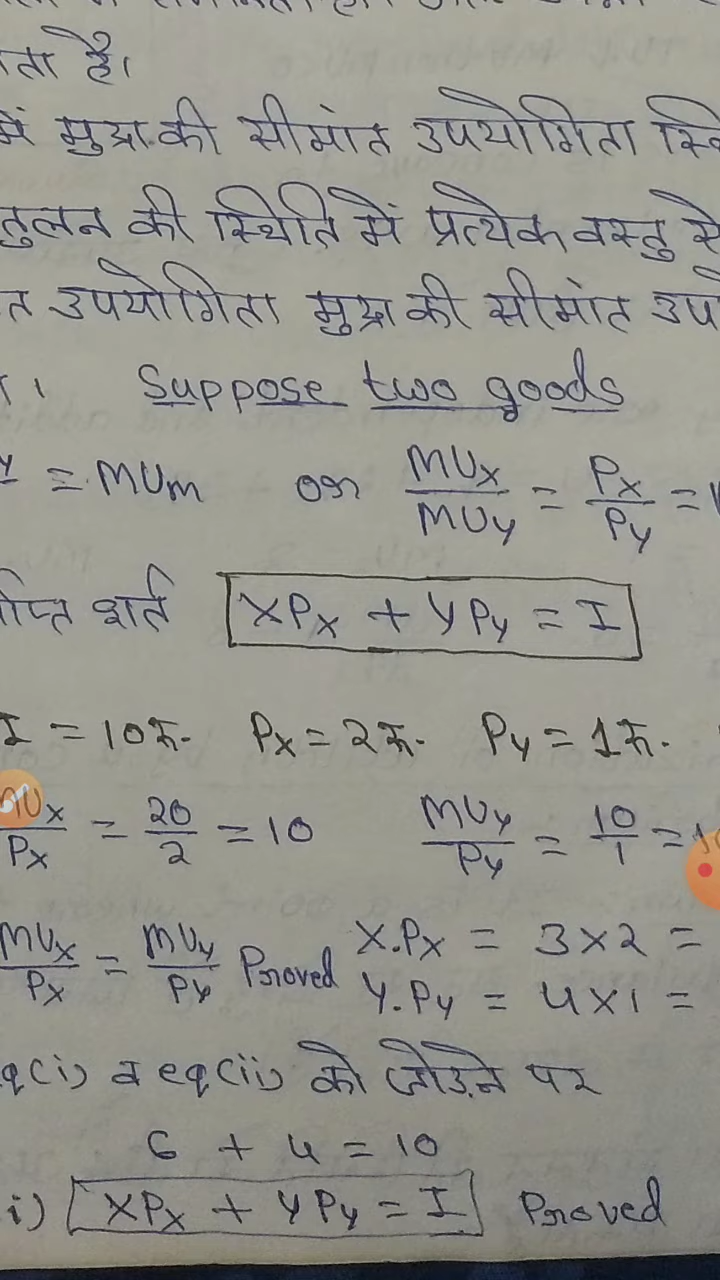 ता है।
में मुद्रा की सीमांत उपयोगिता
तुलन की स्थिति में प्रत्येक वस्तु से
त उपयोगिता मुद्रा की सीमांत
Suppose two goods
= MUm or MUx/MUy = Px/Py =
शर्त XPx + YPy = I
I = 10रु. Px = 2रु. Py = 1रु.
MUx/Px = 20/2 = 10 MUy/Py = 10/1 = 10
MUx/Px = MUy/Py Proved X.Px = 3×2 =
Y.Py = 4×1 =
eq(i) व eq(ii) को जोड़ने पर
6 + 4 = 10
i) XPx + YPy = I Proved